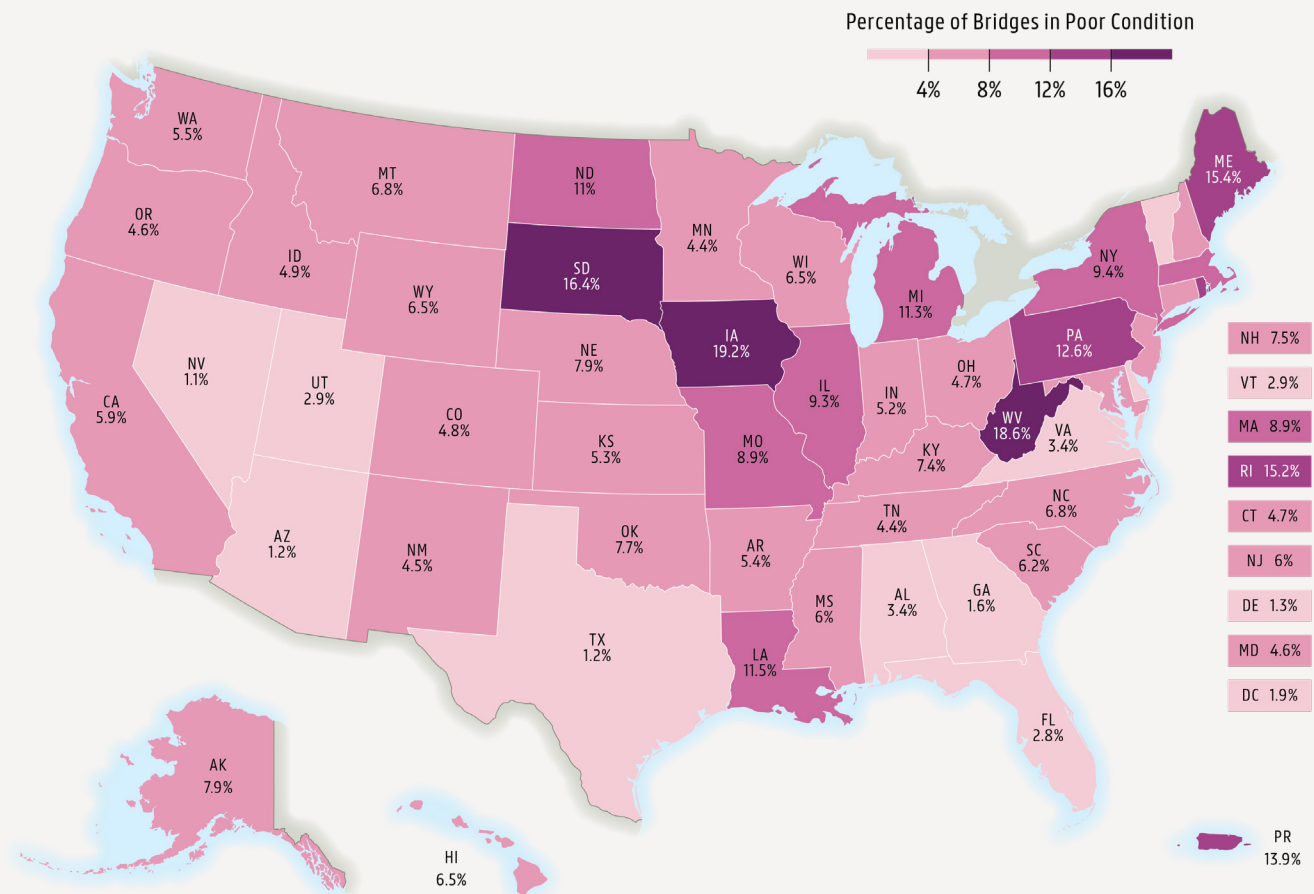 Percentage of Bridges in Poor Condition
4% 8% 12% 16%
WA
5.5%
OR
4.6%
CA
5.9%
ID
4.9%
NV
1.1%
MT
6.8%
WY
6.5%
UT
2.9%
AZ
1.2%
CO
4.8%
NM
4.5%
ND
11%
SD
16.4%
NE
7.9%
KS
5.3%
OK
7.7%
TX
1.2%
MN
4.4%
IA
19.2%
MO
8.9%
AR
5.4%
LA
11.5%
WI
6.5%
IL
9.3%
MI
11.3%
IN
5.2%
OH
4.7%
KY
7.4%
TN
4.4%
MS
6%
AL
3.4%
GA
1.6%
FL
2.8%
SC
6.2%
NC
6.8%
VA
3.4%
WV
18.6%
PA
12.6%
NY
9.4%
ME
15.4%
NH 7.5%
VT 2.9%
MA 8.9%
RI 15.2%
CT 4.7%
NJ 6%
DE 1.3%
MD 4.6%
DC 1.9%
AK
7.9%
HI
6.5%
PR
13.9%